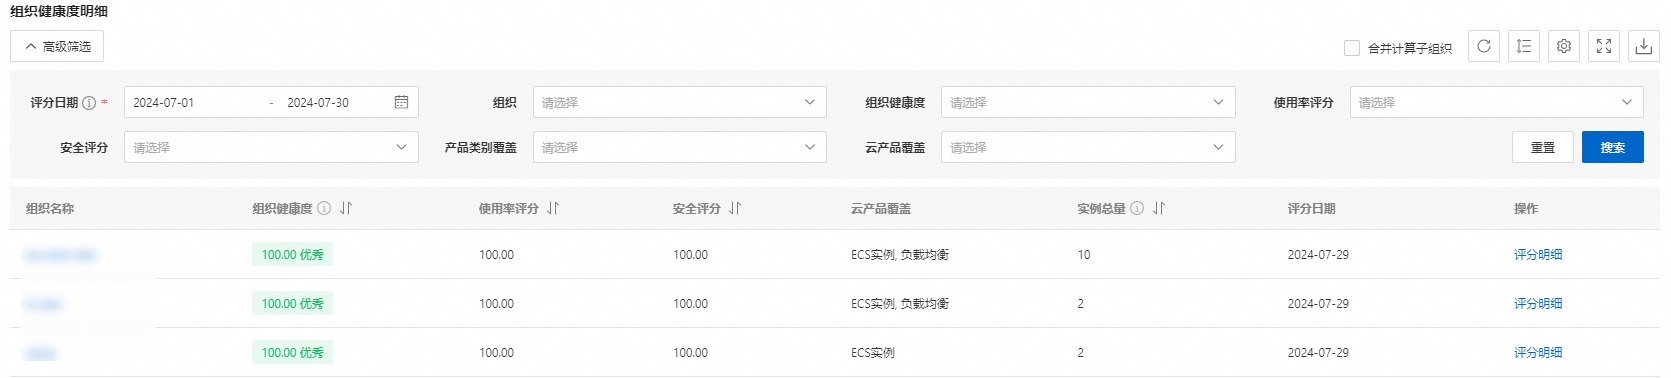 组织健康度明细
高级筛选
合并计算子组织
评分日期 * 2024-07-01 - 2024-07-30 组织 请选择 组织健康度 请选择 使用率评分 请选择
安全评分 请选择 产品类别覆盖 请选择 云产品覆盖 请选择 重置 搜索
组织名称 组织健康度 使用率评分 安全评分 云产品覆盖 实例总量 评分日期 操作
100.00 优秀 100.00 100.00 ECS实例, 负载均衡 10 2024-07-29 评分明细
100.00 优秀 100.00 100.00 ECS实例, 负载均衡 2 2024-07-29 评分明细
100.00 优秀 100.00 100.00 ECS实例 2 2024-07-29 评分明细